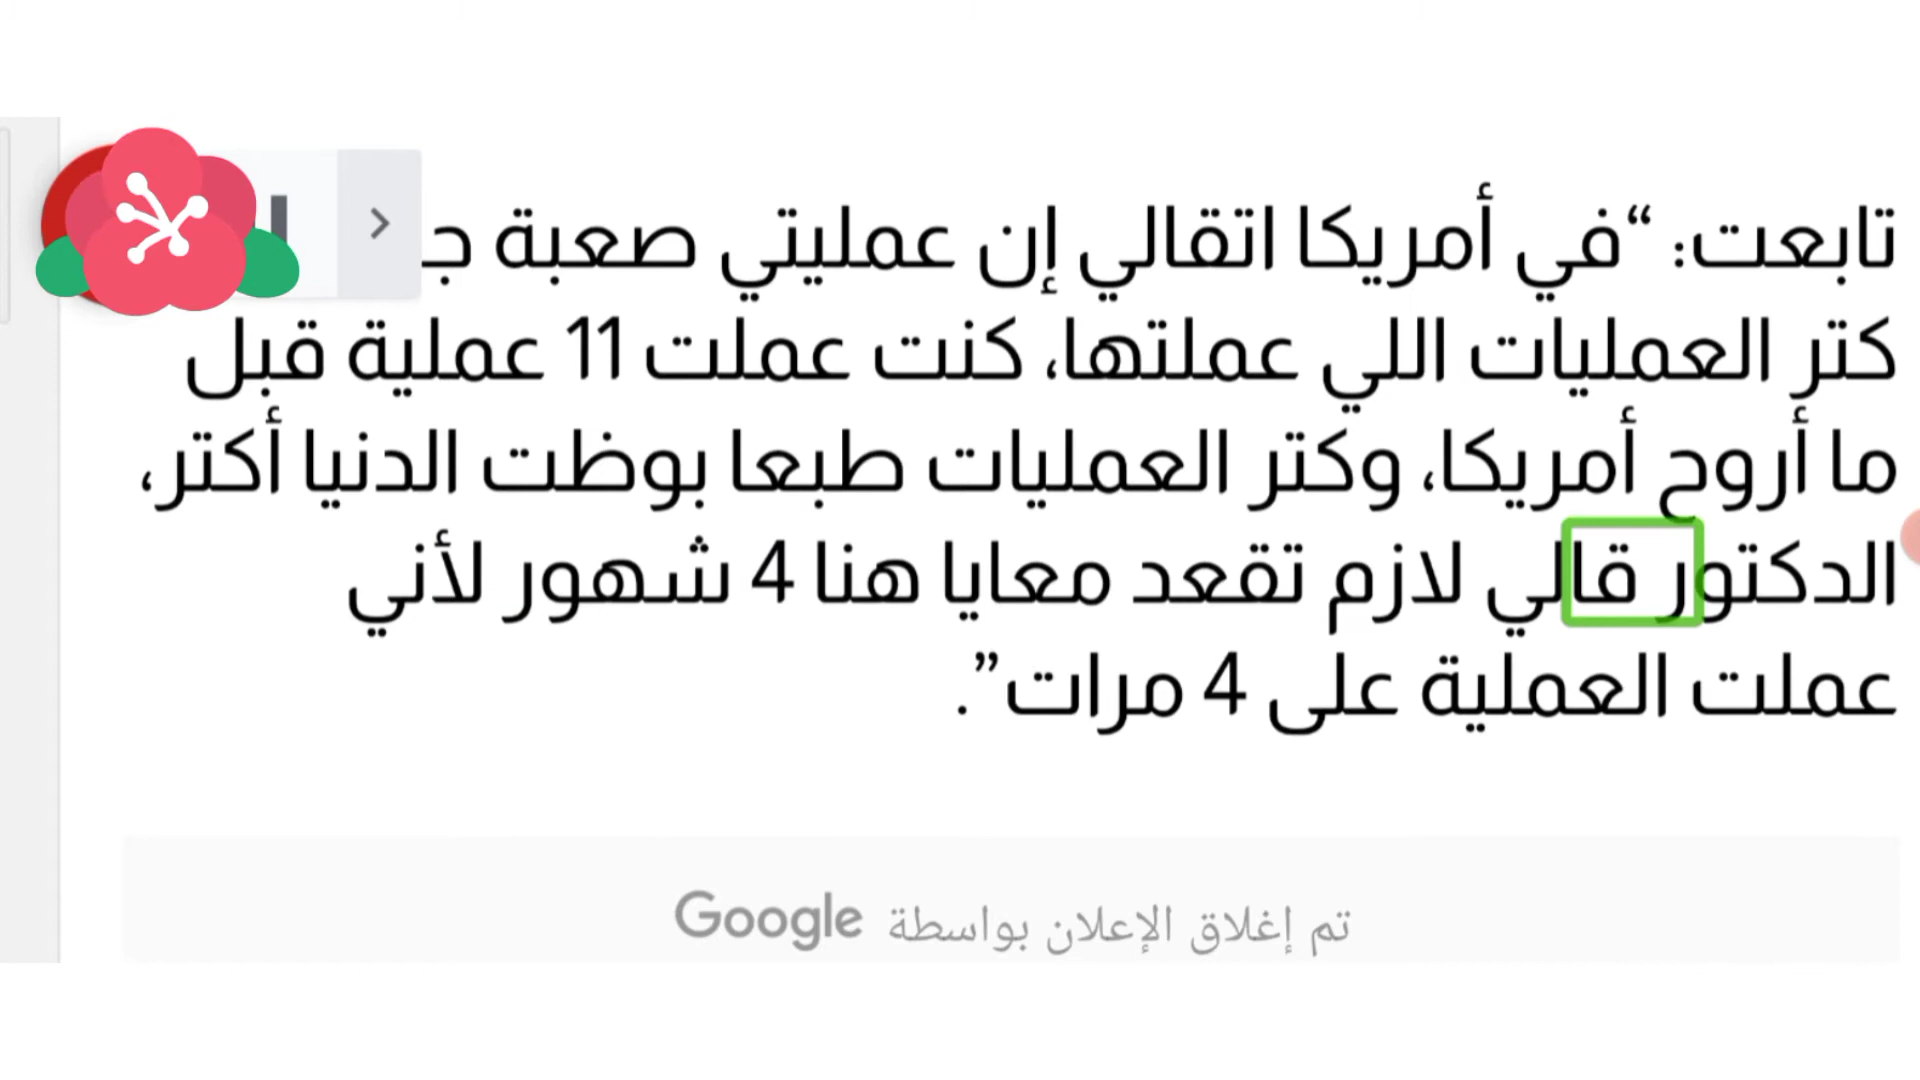 تابعت: “في أمريكا اتقالي إن عمليتي صعبة
كتر العمليات اللي عملتها، كنت عملت 11 عملية قبل
ما أروح أمريكا، وكتر العمليات طبعا بوظت الدنيا أكتر،
الدكتور قالي لازم تقعد معايا هنا 4 شهور لأني
عملت العملية على 4 مرات”.
تم إغلاق الإعلان بواسطة Google